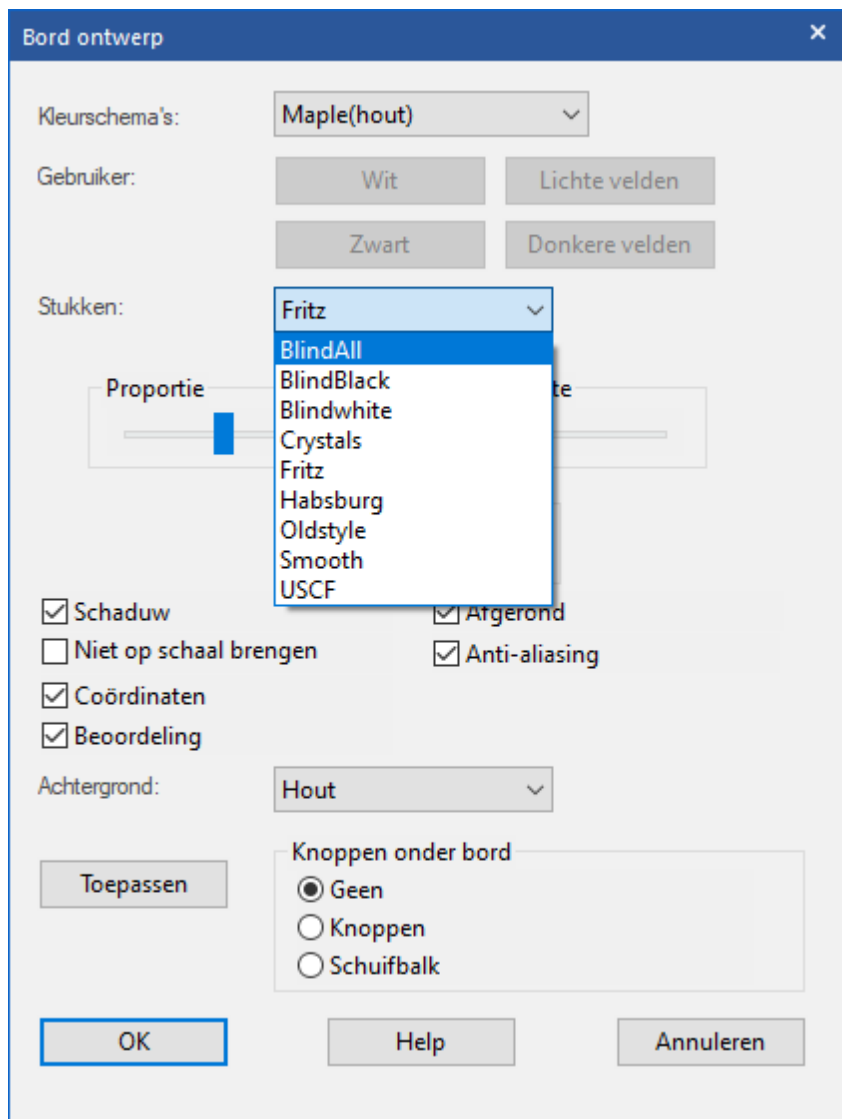 Bord ontwerp
Kleurschema's: Maple(hout)
Gebruiker: Wit Lichte velden
Zwart Donkere velden
Stukken: Fritz
BlindAll
BlindBlack
Blindwhite
Crystals
Fritz
Habsburg
Oldstyle
Smooth
USCF
Proportie
Schaduw Afgerond
Niet op schaal brengen Anti-aliasing
Coördinaten
Beoordeling
Achtergrond: Hout
Knoppen onder bord
Toepassen Geen
Knoppen
Schuifbalk
OK Help Annuleren